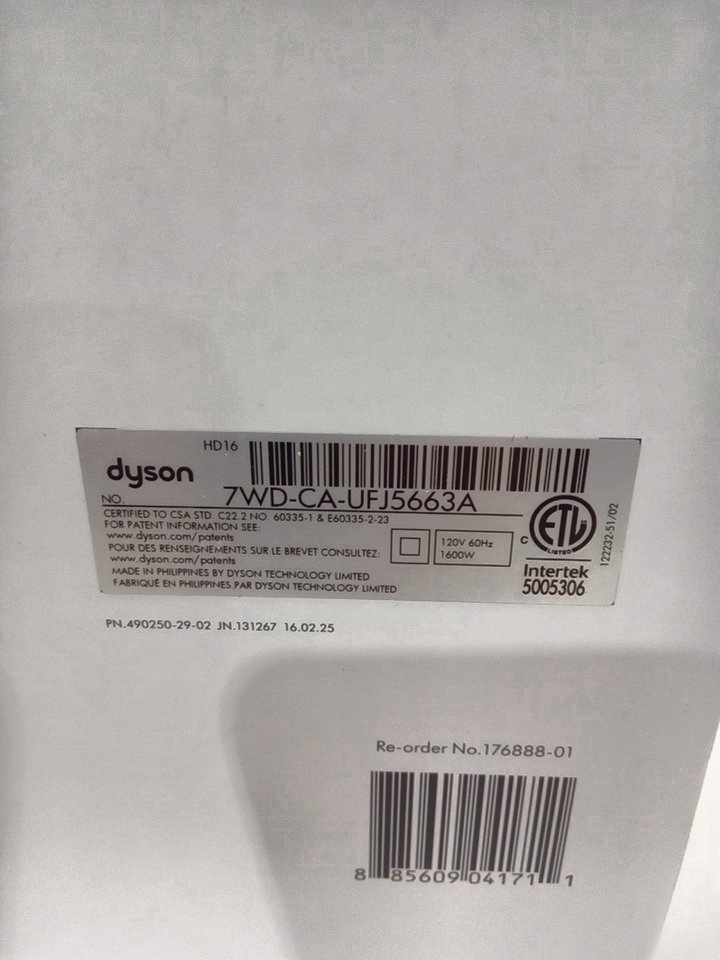 HD16
dyson
NO. 7WD-CA-UFJ5663A
CERTIFIED TO CSA STD. C22.2 NO. 60335-1 & E60335-2-23
FOR PATENT INFORMATION SEE:
www.dyson.com/patents
POUR DES RENSEIGNEMENTS SUR LE BREVET CONSULTEZ:
www.dyson.com/patents
MADE IN PHILIPPINES BY DYSON TECHNOLOGY LIMITED
FABRIQUÉ EN PHILIPPINES PAR DYSON TECHNOLOGY LIMITED
120V 60Hz
1600W
C
ETL
LISTED
Intertek
5005306
122232-51/02
PN.490250-29-02 JN.131267 16.02.25
Re-order No.176888-01
8 85609 04171 1